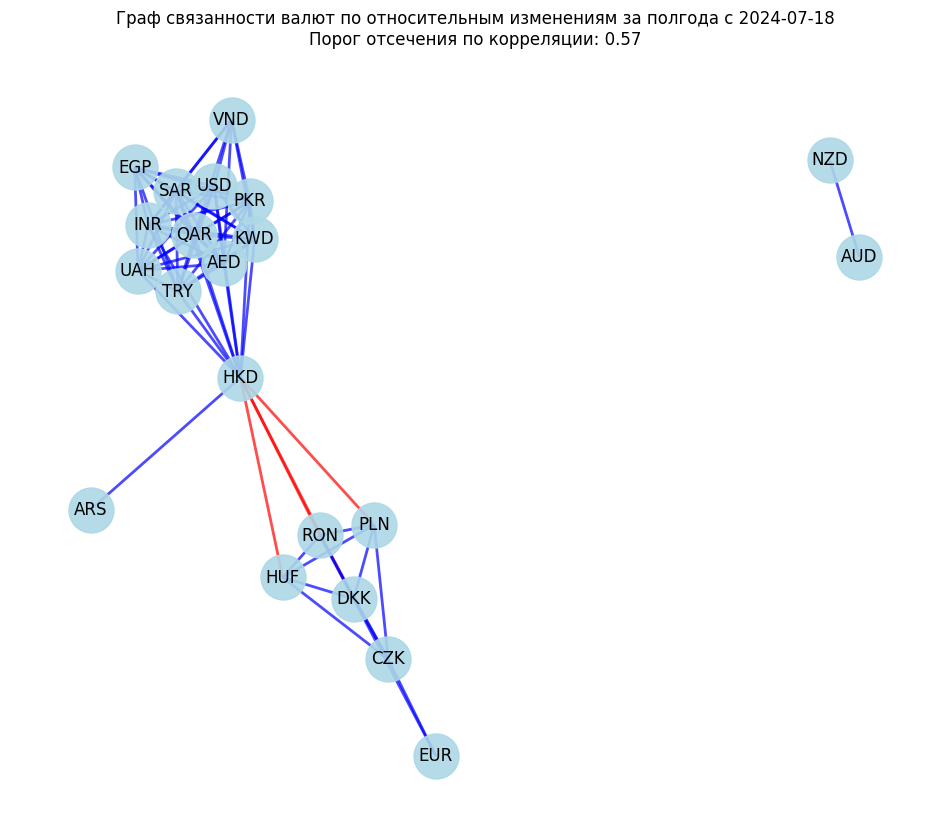 Граф связанности валют по относительным изменениям за полгода с 2024-07-18
Порог отсечения по корреляции: 0.57
VND
NZD
EGP
SAR
USD
PKR
INR
QAR
KWD
AUD
UAH
AED
TRY
HKD
ARS
RON
PLN
HUF
DKK
CZK
EUR